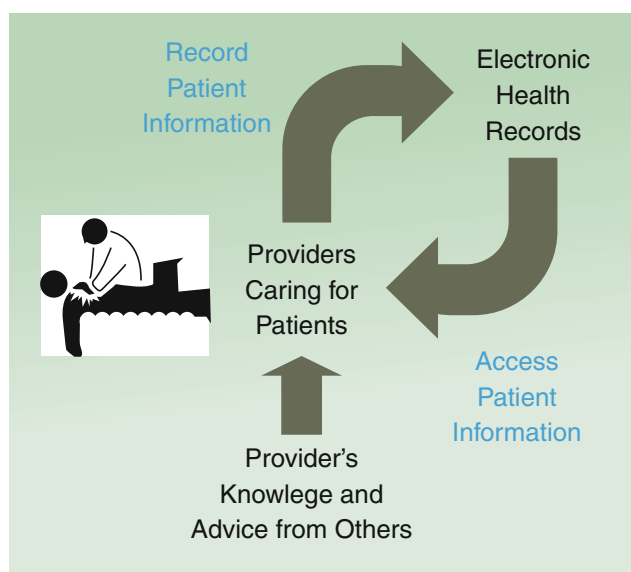 Record
Patient
Information
Electronic
Health
Records
Providers
Caring for
Patients
Access
Patient
Information
Provider's
Knowlege and
Advice from Others